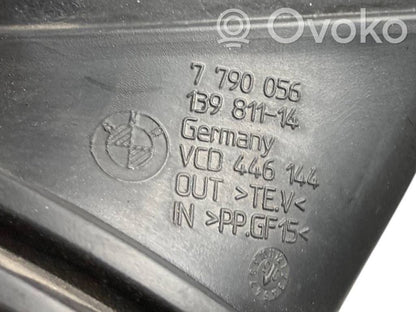 Ovoko
7 790 056
139 811-14
Germany
VCD 446 144
OUT >TE.V<
IN >PP.GF15<